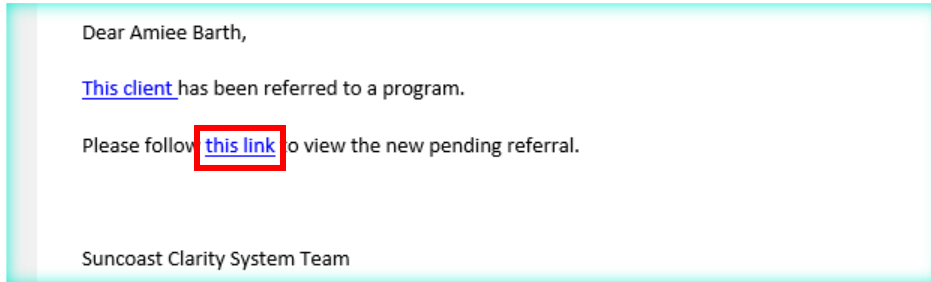 Dear Amiee Barth,
This client has been referred to a program.
Please follow this link to view the new pending referral.
Suncoast Clarity System Team